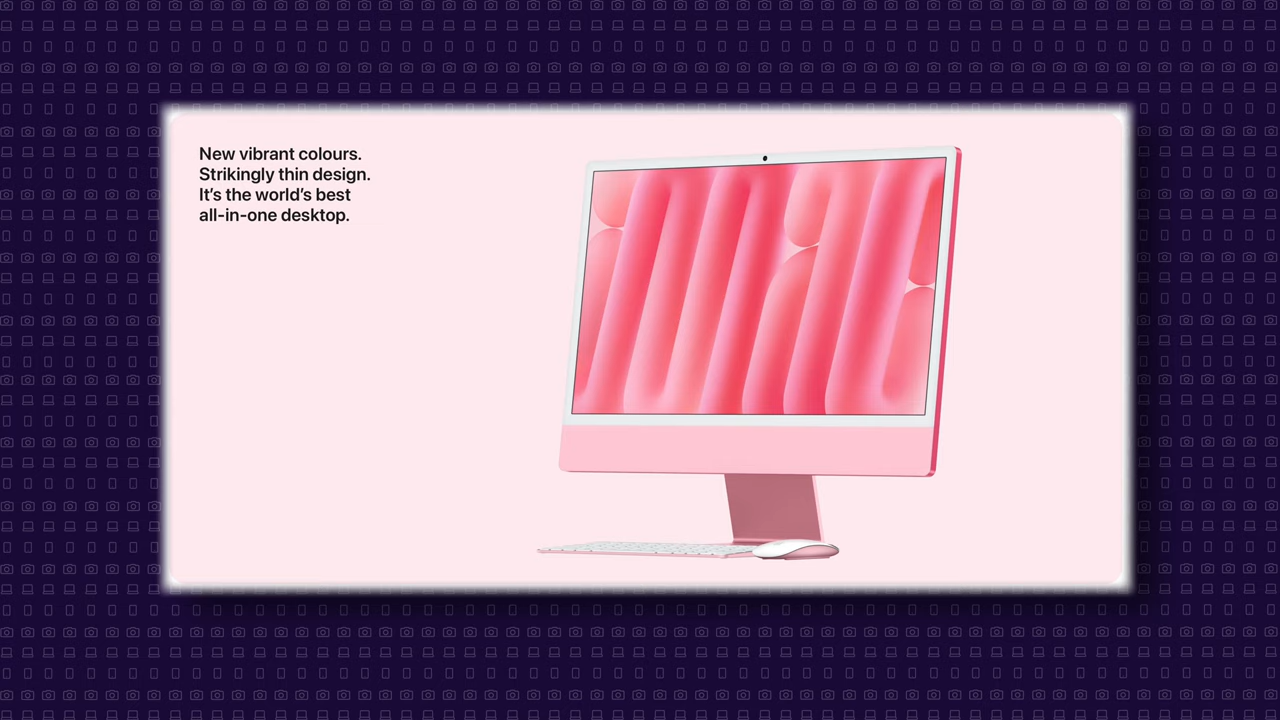 New vibrant colours.
Strikingly thin design.
It's the world's best
all-in-one desktop.